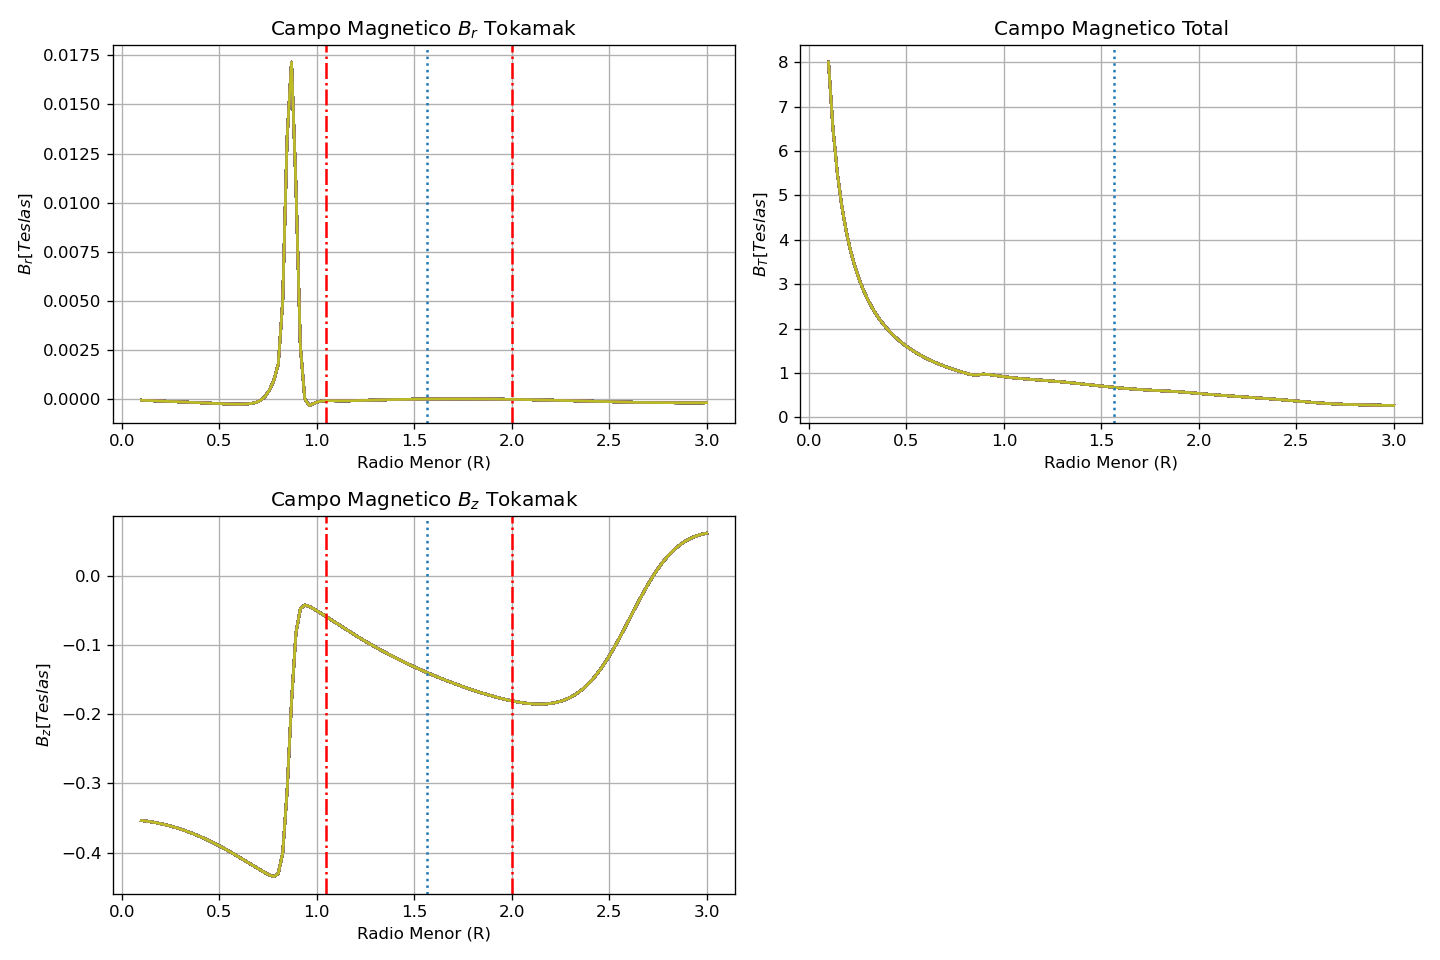 Campo Magnetico B_r Tokamak
0.0175
0.0150
0.0125
0.0100
0.0075
0.0050
0.0025
0.0000
B_r[Teslas]
0.0 0.5 1.0 1.5 2.0 2.5 3.0
Radio Menor (R)
Campo Magnetico Total
8
7
6
5
4
3
2
1
0
B_T[Teslas]
0.0 0.5 1.0 1.5 2.0 2.5 3.0
Radio Menor (R)
Campo Magnetico B_z Tokamak
0.0
−0.1
−0.2
−0.3
−0.4
B_z[Teslas]
0.0 0.5 1.0 1.5 2.0 2.5 3.0
Radio Menor (R)